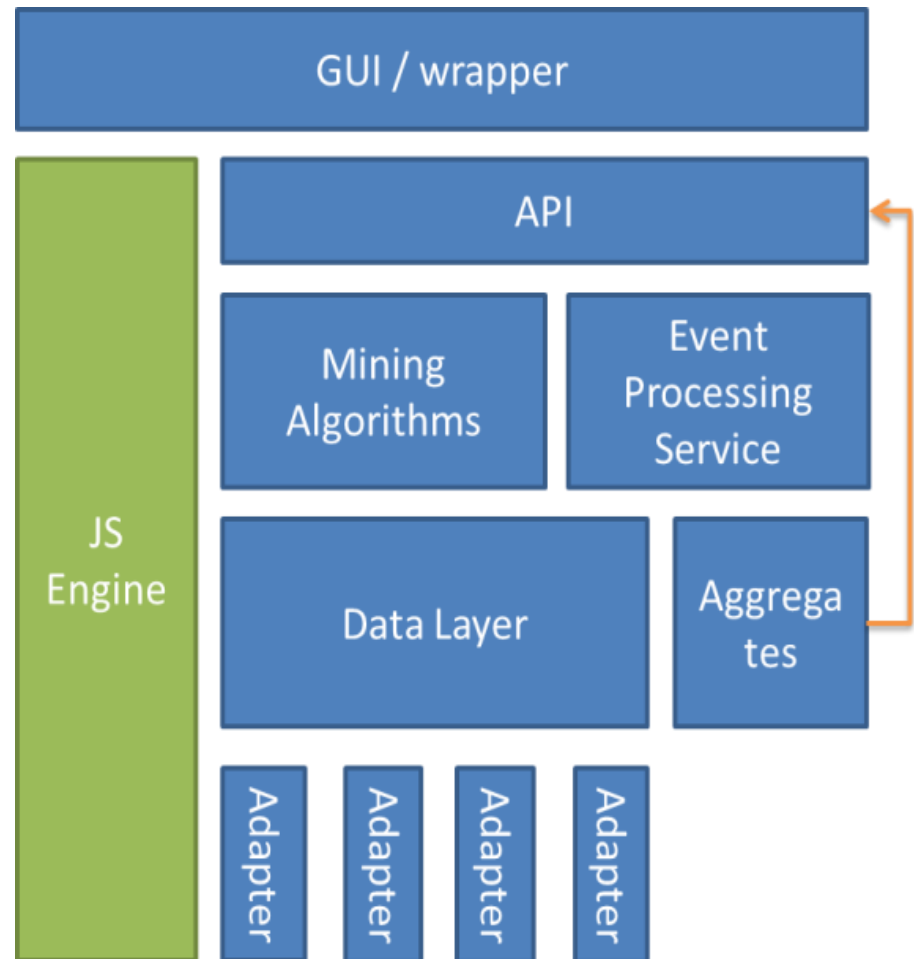 GUI / wrapper
API
Mining
Algorithms
Event
Processing
Service
JS
Engine
Data Layer
Aggrega
tes
Adapter
Adapter
Adapter
Adapter